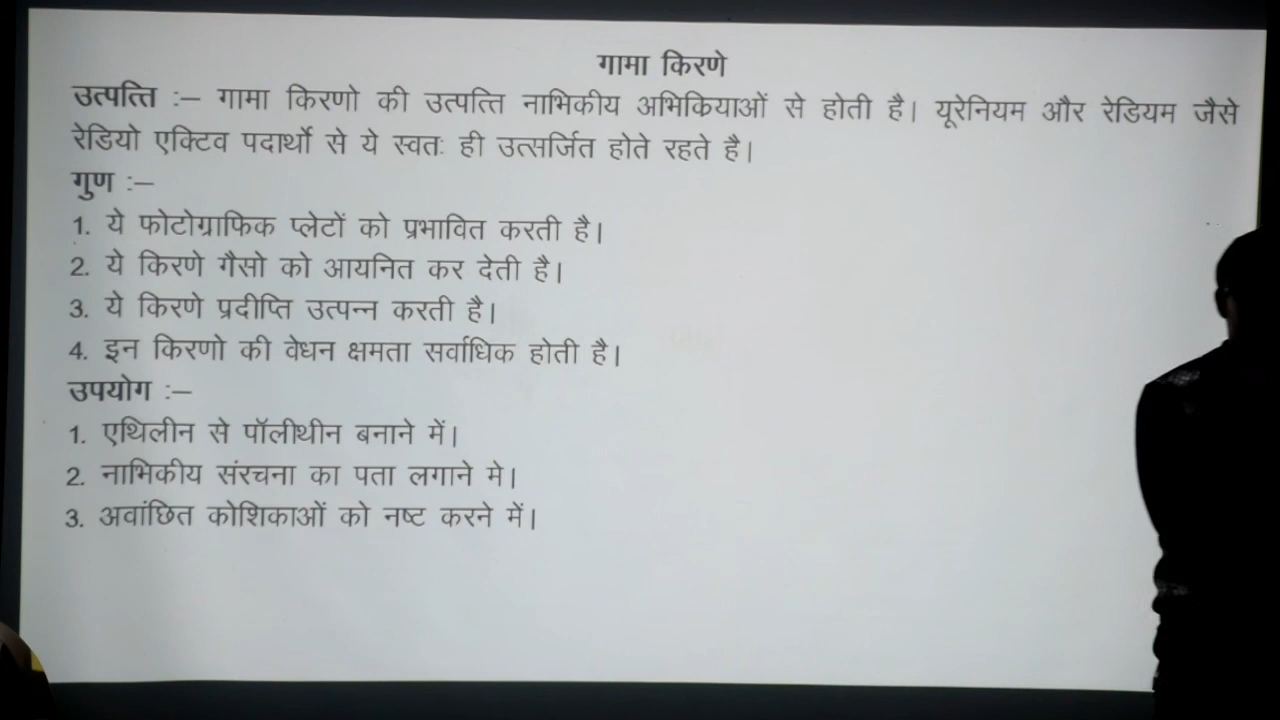 गामा किरणे
उत्पत्ति :– गामा किरणो की उत्पत्ति नाभिकीय अभिकियाओं से होती है। यूरेनियम और रेडियम जैसे
रेडियो एक्टिव पदार्थो से ये स्वतः ही उत्सर्जित होते रहते है।
गुण :–
1. ये फोटोग्राफिक प्लेटों को प्रभावित करती है।
2. ये किरणे गैसो को आयनित कर देती है।
3. ये किरणे प्रदीप्ति उत्पन्न करती है।
4. इन किरणो की वेधन क्षमता सर्वाधिक होती है।
उपयोग :–
1. एथिलीन से पॉलीथीन बनाने में।
2. नाभिकीय संरचना का पता लगाने मे।
3. अवांछित कोशिकाओं को नष्ट करने में।